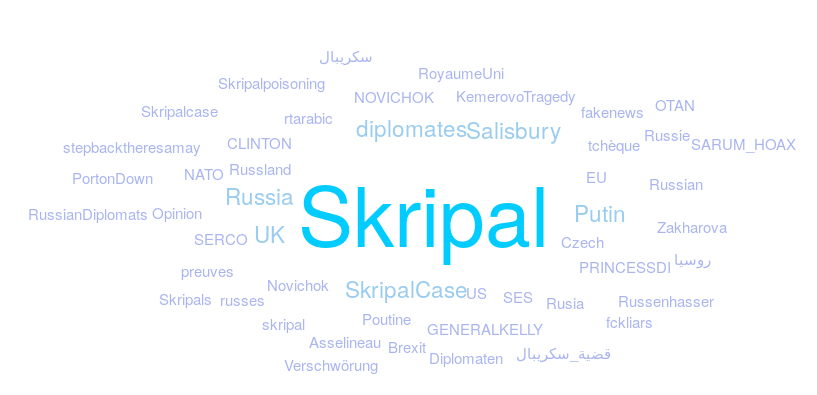 سكريبال
RoyaumeUni
Skripalpoisoning
NOVICHOK
KemerovoTragedy
OTAN
Skripalcase
rtarabic
fakenews
diplomates
Salisbury
stepbacktheresamay
CLINTON
tchèque
Russie
SARUM_HOAX
PortonDown
NATO
Russland
EU
Russian
Russia
Skripal
Putin
RussianDiplomats
Opinion
Zakharova
SERCO
UK
Czech
PRINCESSDI
روسيا
preuves
Novichok
SkripalCase
US
SES
Skripals
russes
Rusia
Russenhasser
skripal
Poutine
GENERALKELLY
fckliars
Asselineau
Brexit
Diplomaten
قضية_سكريبال
Verschwörung